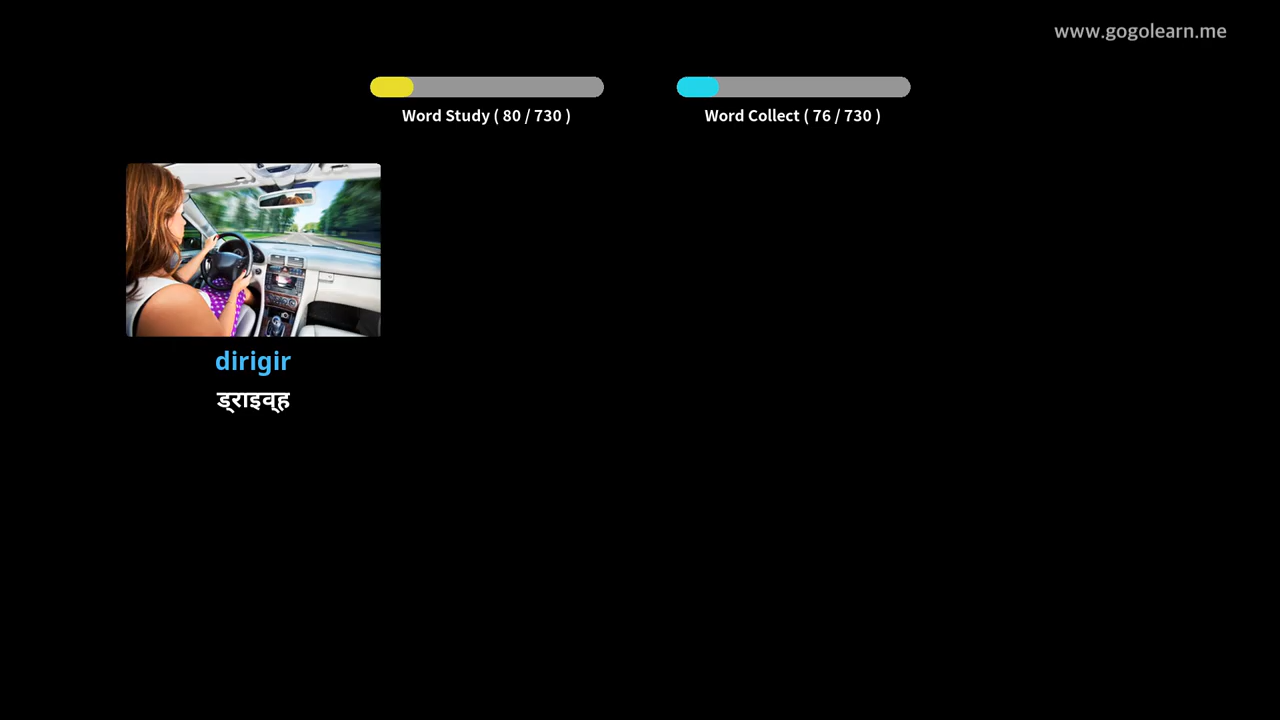 www.gogolearn.me
Word Study ( 80 / 730 )
Word Collect ( 76 / 730 )
dirigir
ड्राइव्ह